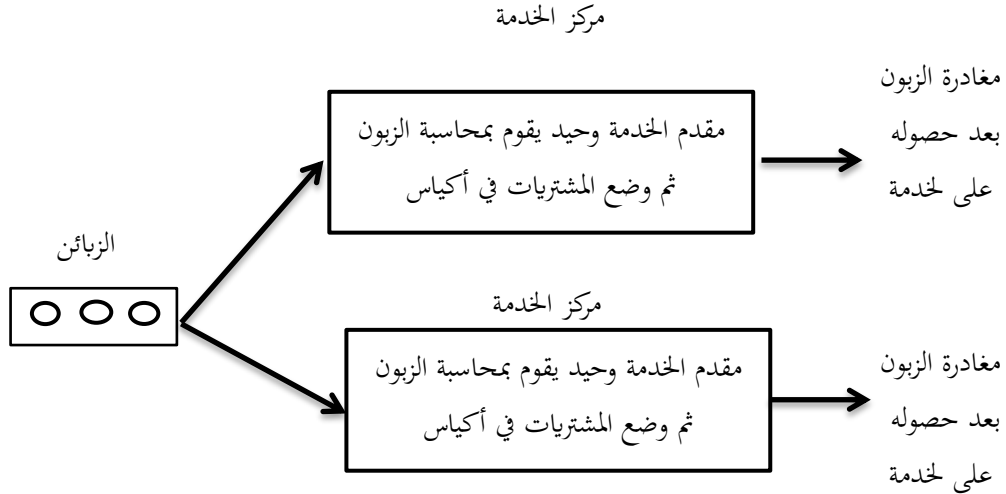 مركز الخدمة
مقدم الخدمة وحيد يقوم بمحاسبة الزبون
ثم وضع المشتريات في أكياس
مغادرة الزبون
بعد حصوله
على لخدمة
الزبائن
مركز الخدمة
مقدم الخدمة وحيد يقوم بمحاسبة الزبون
ثم وضع المشتريات في أكياس
مغادرة الزبون
بعد حصوله
على لخدمة